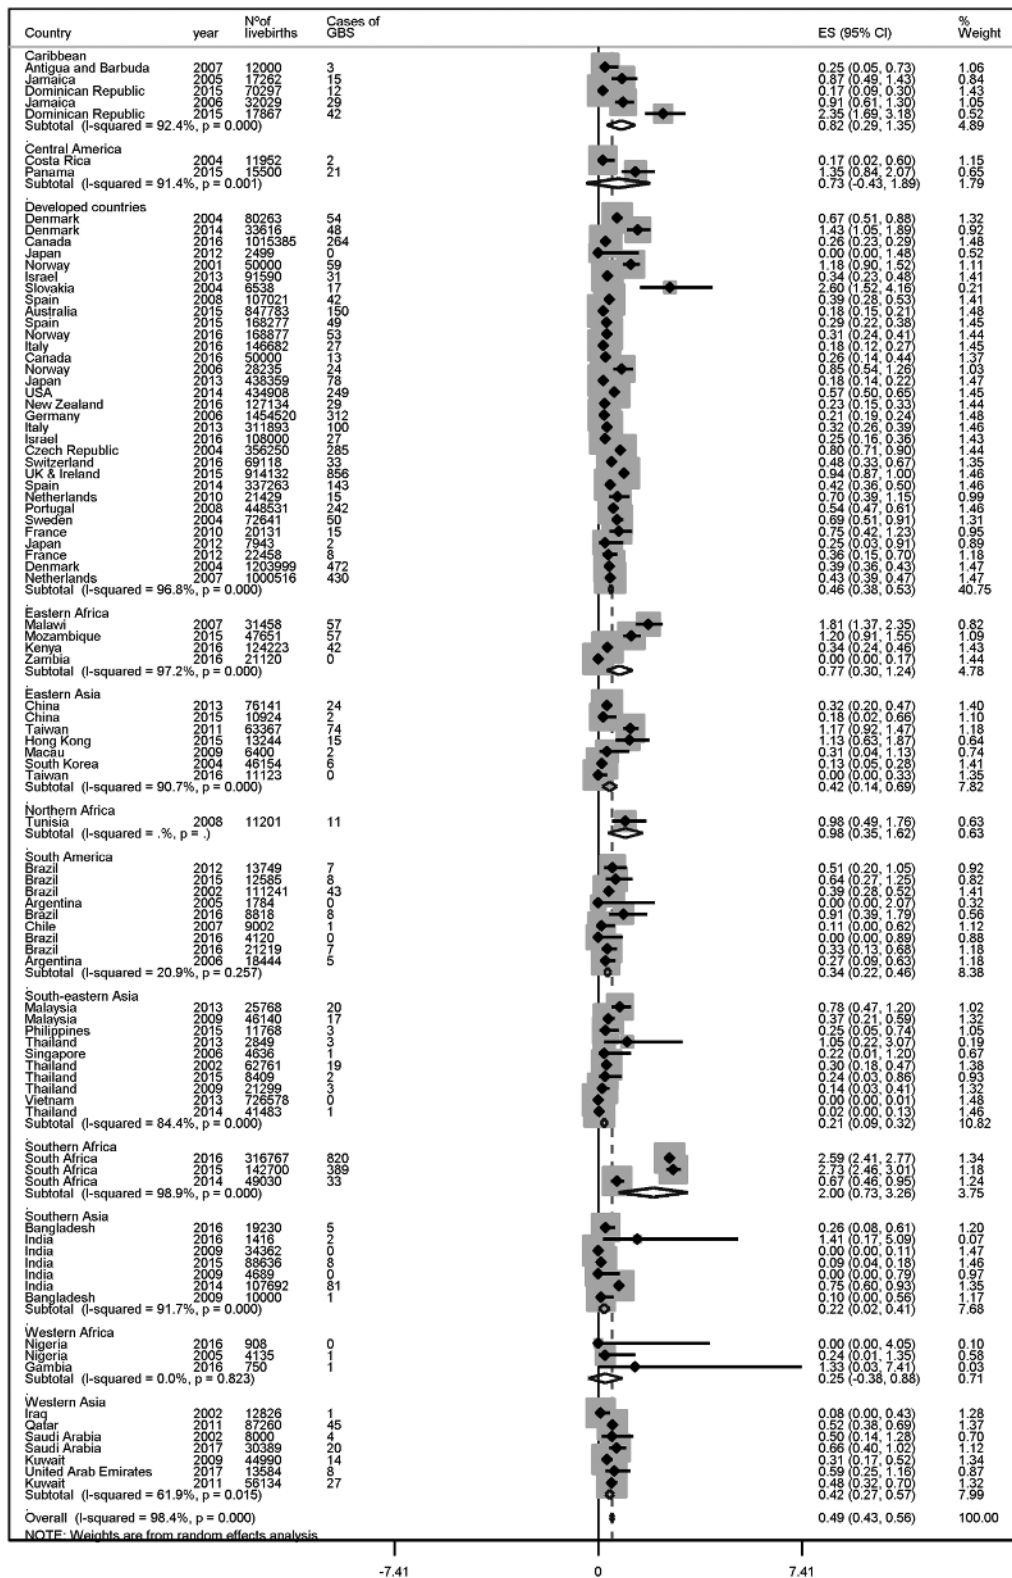 Country year Nºof livebirths Cases of GBS ES (95% CI) % Weight
Caribbean
Antigua and Barbuda 2007 12000 3 0.25 (0.05, 0.73) 1.06
Jamaica 2005 17262 15 0.87 (0.49, 1.43) 0.84
Dominican Republic 2015 70297 12 0.17 (0.09, 0.30) 1.43
Jamaica 2006 32029 29 0.91 (0.61, 1.30) 1.05
Dominican Republic 2015 17867 42 2.35 (1.69, 3.18) 0.52
Subtotal (I-squared = 92.4%, p = 0.000) 0.82 (0.29, 1.35) 4.89
.
Central America
Costa Rica 2004 11952 2 0.17 (0.02, 0.60) 1.15
Panama 2015 15500 21 1.35 (0.84, 2.07) 0.65
Subtotal (I-squared = 91.4%, p = 0.001) 0.73 (-0.43, 1.89) 1.79
.
Developed countries
Denmark 2004 80263 54 0.67 (0.51, 0.88) 1.32
Denmark 2014 33616 48 1.43 (1.05, 1.89) 0.92
Canada 2016 1015385 264 0.26 (0.23, 0.29) 1.48
Japan 2012 2499 0 0.00 (0.00, 1.48) 0.52
Norway 2001 50000 59 1.18 (0.90, 1.52) 1.11
Israel 2013 91590 31 0.34 (0.23, 0.48) 1.41
Slovakia 2004 6538 17 2.60 (1.52, 4.16) 0.21
Spain 2008 107021 42 0.39 (0.28, 0.53) 1.41
Australia 2015 847783 150 0.18 (0.15, 0.21) 1.48
Spain 2015 168277 49 0.29 (0.22, 0.38) 1.45
Norway 2016 168877 53 0.31 (0.24, 0.41) 1.44
Italy 2016 146682 27 0.18 (0.12, 0.27) 1.45
Canada 2016 50000 13 0.26 (0.14, 0.44) 1.37
Norway 2006 28235 24 0.85 (0.54, 1.26) 1.03
Japan 2013 438359 78 0.18 (0.14, 0.22) 1.47
USA 2014 434908 249 0.57 (0.50, 0.65) 1.45
New Zealand 2016 127134 29 0.23 (0.15, 0.33) 1.44
Germany 2006 1454520 312 0.21 (0.19, 0.24) 1.48
Italy 2013 311893 100 0.32 (0.26, 0.39) 1.46
Israel 2016 108000 27 0.25 (0.16, 0.36) 1.43
Czech Republic 2004 356250 285 0.80 (0.71, 0.90) 1.44
Switzerland 2016 69118 33 0.48 (0.33, 0.67) 1.35
UK & Ireland 2015 914132 856 0.94 (0.87, 1.00) 1.46
Spain 2014 337263 143 0.42 (0.36, 0.50) 1.46
Netherlands 2010 21429 15 0.70 (0.39, 1.15) 0.99
Portugal 2008 448531 242 0.54 (0.47, 0.61) 1.46
Sweden 2004 72641 50 0.69 (0.51, 0.91) 1.31
France 2010 20131 15 0.75 (0.42, 1.23) 0.95
Japan 2012 7943 2 0.25 (0.03, 0.91) 0.89
France 2012 22458 8 0.36 (0.15, 0.70) 1.18
Denmark 2004 1203999 472 0.39 (0.36, 0.43) 1.47
Netherlands 2007 1000516 430 0.43 (0.39, 0.47) 1.47
Subtotal (I-squared = 96.8%, p = 0.000) 0.46 (0.38, 0.53) 40.75
.
Eastern Africa
Malawi 2007 31458 57 1.81 (1.37, 2.35) 0.82
Mozambique 2015 47651 57 1.20 (0.91, 1.55) 1.09
Kenya 2016 124223 42 0.34 (0.24, 0.46) 1.43
Zambia 2016 21120 0 0.00 (0.00, 0.17) 1.44
Subtotal (I-squared = 97.2%, p = 0.000) 0.77 (0.30, 1.24) 4.78
.
Eastern Asia
China 2013 76141 24 0.32 (0.20, 0.47) 1.40
China 2015 10924 2 0.18 (0.02, 0.66) 1.10
Taiwan 2011 63367 74 1.17 (0.92, 1.47) 1.18
Hong Kong 2015 13244 15 1.13 (0.63, 1.87) 0.64
Macau 2009 6400 2 0.31 (0.04, 1.13) 0.74
South Korea 2004 46154 6 0.13 (0.05, 0.28) 1.41
Taiwan 2016 11123 0 0.00 (0.00, 0.33) 1.35
Subtotal (I-squared = 90.7%, p = 0.000) 0.42 (0.14, 0.69) 7.82
.
Northern Africa
Tunisia 2008 11201 11 0.98 (0.49, 1.76) 0.63
Subtotal (I-squared = .%, p = .) 0.98 (0.35, 1.62) 0.63
.
South America
Brazil 2012 13749 7 0.51 (0.20, 1.05) 0.92
Brazil 2015 12585 8 0.64 (0.27, 1.25) 0.82
Brazil 2002 111241 43 0.39 (0.28, 0.52) 1.41
Argentina 2005 1784 0 0.00 (0.00, 2.07) 0.32
Brazil 2016 8818 8 0.91 (0.39, 1.79) 0.56
Chile 2007 9002 1 0.11 (0.00, 0.62) 1.12
Brazil 2016 4120 0 0.00 (0.00, 0.89) 0.88
Brazil 2016 21219 7 0.33 (0.13, 0.68) 1.18
Argentina 2006 18444 5 0.27 (0.09, 0.63) 1.18
Subtotal (I-squared = 20.9%, p = 0.257) 0.34 (0.22, 0.46) 8.38
.
South-eastern Asia
Malaysia 2013 25768 20 0.78 (0.47, 1.20) 1.02
Malaysia 2009 46140 17 0.37 (0.21, 0.59) 1.32
Philippines 2015 11768 3 0.25 (0.05, 0.74) 1.05
Thailand 2013 2849 3 1.05 (0.22, 3.07) 0.19
Singapore 2006 4636 1 0.22 (0.01, 1.20) 0.67
Thailand 2002 62761 19 0.30 (0.18, 0.47) 1.38
Thailand 2015 8409 2 0.24 (0.03, 0.86) 0.93
Thailand 2009 21299 3 0.14 (0.03, 0.41) 1.32
Vietnam 2013 726578 0 0.00 (0.00, 0.01) 1.48
Thailand 2014 41483 1 0.02 (0.00, 0.13) 1.46
Subtotal (I-squared = 84.4%, p = 0.000) 0.21 (0.09, 0.32) 10.82
.
Southern Africa
South Africa 2016 316767 820 2.59 (2.41, 2.77) 1.34
South Africa 2015 142700 389 2.73 (2.46, 3.01) 1.18
South Africa 2014 49030 33 0.67 (0.46, 0.95) 1.24
Subtotal (I-squared = 98.9%, p = 0.000) 2.00 (0.73, 3.26) 3.75
.
Southern Asia
Bangladesh 2016 19230 5 0.26 (0.08, 0.61) 1.20
India 2016 1416 2 1.41 (0.17, 5.09) 0.07
India 2009 34362 0 0.00 (0.00, 0.11) 1.47
India 2015 88636 8 0.09 (0.04, 0.18) 1.46
India 2009 4689 0 0.00 (0.00, 0.79) 0.97
India 2014 107692 81 0.75 (0.60, 0.93) 1.35
Bangladesh 2009 10000 1 0.10 (0.00, 0.56) 1.17
Subtotal (I-squared = 91.7%, p = 0.000) 0.22 (0.02, 0.41) 7.68
.
Western Africa
Nigeria 2016 908 0 0.00 (0.00, 4.05) 0.10
Nigeria 2005 4135 1 0.24 (0.01, 1.35) 0.58
Gambia 2016 750 1 1.33 (0.03, 7.41) 0.03
Subtotal (I-squared = 0.0%, p = 0.823) 0.25 (-0.38, 0.88) 0.71
.
Western Asia
Iraq 2002 12826 1 0.08 (0.00, 0.43) 1.28
Qatar 2011 87260 45 0.52 (0.38, 0.69) 1.37
Saudi Arabia 2002 8000 4 0.50 (0.14, 1.28) 0.70
Saudi Arabia 2017 30389 20 0.66 (0.40, 1.02) 1.12
Kuwait 2009 44990 14 0.31 (0.17, 0.52) 1.34
United Arab Emirates 2017 13584 8 0.59 (0.25, 1.16) 0.87
Kuwait 2011 56134 27 0.48 (0.32, 0.70) 1.32
Subtotal (I-squared = 61.9%, p = 0.015) 0.42 (0.27, 0.57) 7.99
.
Overall (I-squared = 98.4%, p = 0.000) 0.49 (0.43, 0.56) 100.00
NOTE: Weights are from random effects analysis
-7.41 0 7.41